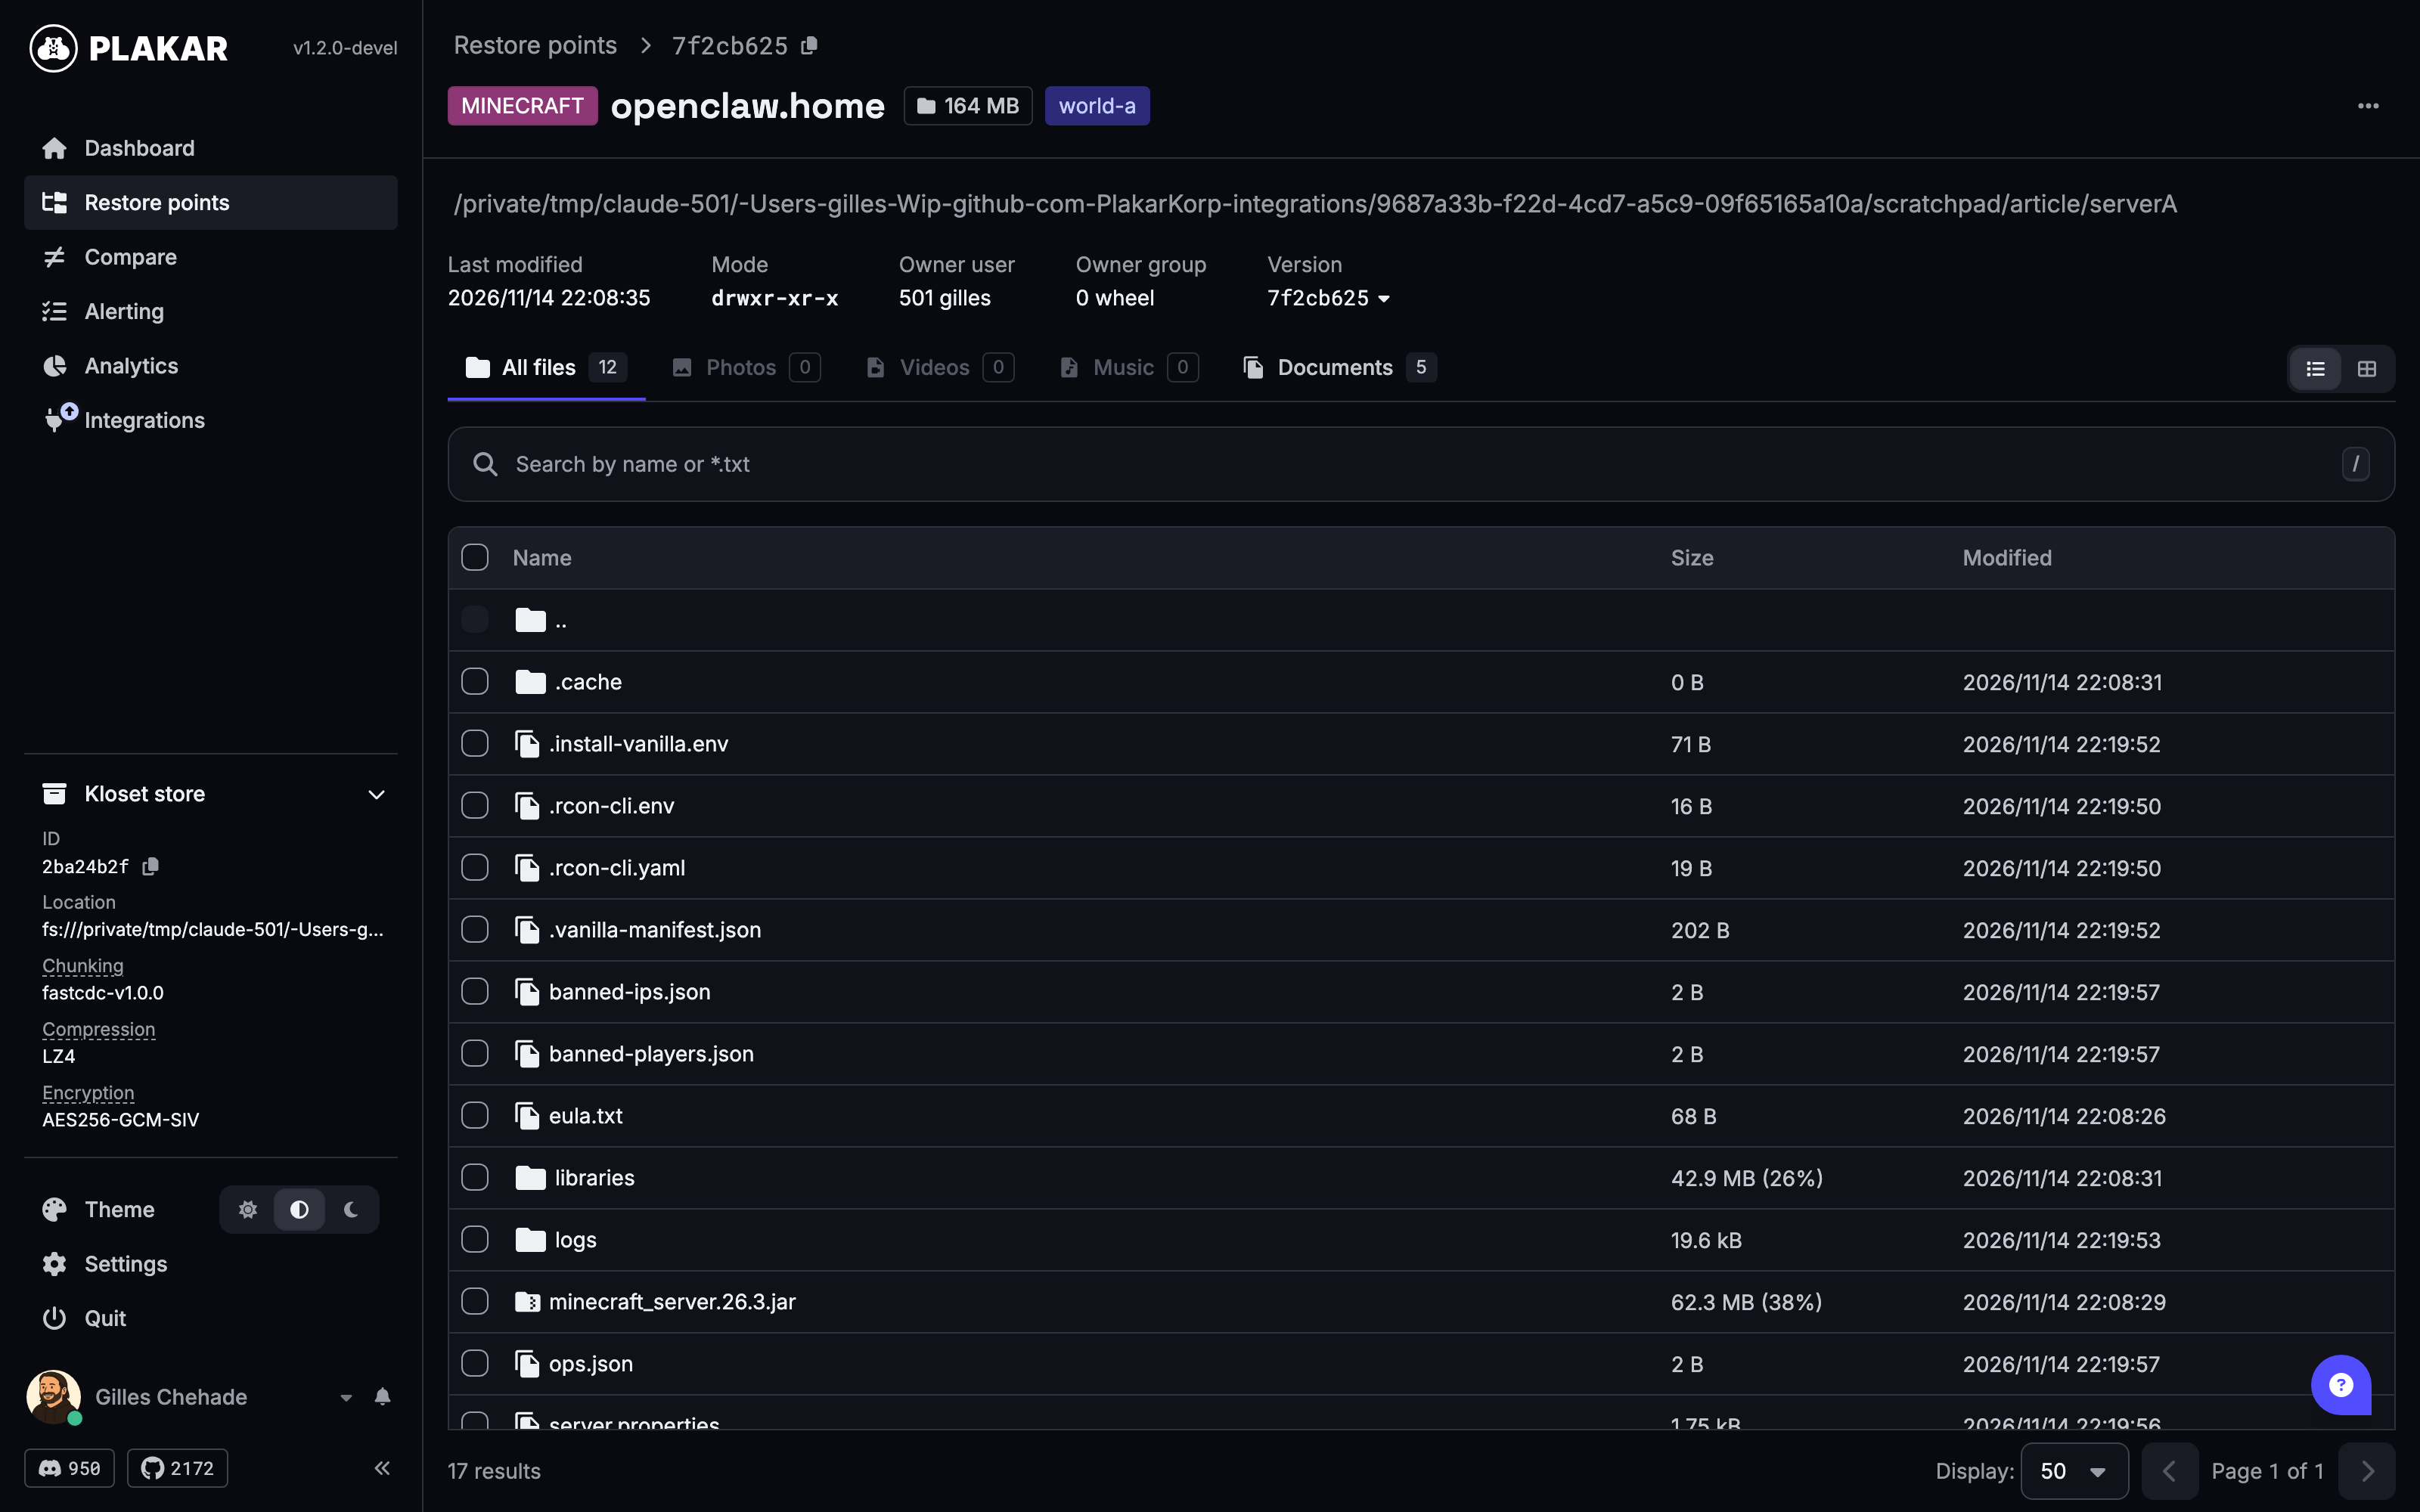 PLAKAR
v1.2.0-devel
Dashboard
Restore points
Compare
Alerting
Analytics
Integrations
Kloset store
ID
2ba24b2f
Location
fs:///private/tmp/claude-501/-Users-g...
Chunking
fastcdc-v1.0.0
Compression
LZ4
Encryption
AES256-GCM-SIV
Theme
Settings
Quit
Gilles Chehade
950 2172
Restore points > 7f2cb625
MINECRAFT openclaw.home 164 MB world-a
/private/tmp/claude-501/-Users-gilles-Wip-github-com-PlakarKorp-integrations/9687a33b-f22d-4cd7-a5c9-09f65165a10a/scratchpad/article/serverA
Last modified Mode Owner user Owner group Version
2026/11/14 22:08:35 drwxr-xr-x 501 gilles 0 wheel 7f2cb625
All files 12 Photos 0 Videos 0 Music 0 Documents 5
Search by name or *.txt /
Name Size Modified
..
.cache 0 B 2026/11/14 22:08:31
.install-vanilla.env 71 B 2026/11/14 22:19:52
.rcon-cli.env 16 B 2026/11/14 22:19:50
.rcon-cli.yaml 19 B 2026/11/14 22:19:50
.vanilla-manifest.json 202 B 2026/11/14 22:19:52
banned-ips.json 2 B 2026/11/14 22:19:57
banned-players.json 2 B 2026/11/14 22:19:57
eula.txt 68 B 2026/11/14 22:08:26
libraries 42.9 MB (26%) 2026/11/14 22:08:31
logs 19.6 kB 2026/11/14 22:19:53
minecraft_server.26.3.jar 62.3 MB (38%) 2026/11/14 22:08:29
ops.json 2 B 2026/11/14 22:19:57
server.properties 1.75 kB 2026/11/14 22:19:56
17 results Display: 50 Page 1 of 1
?